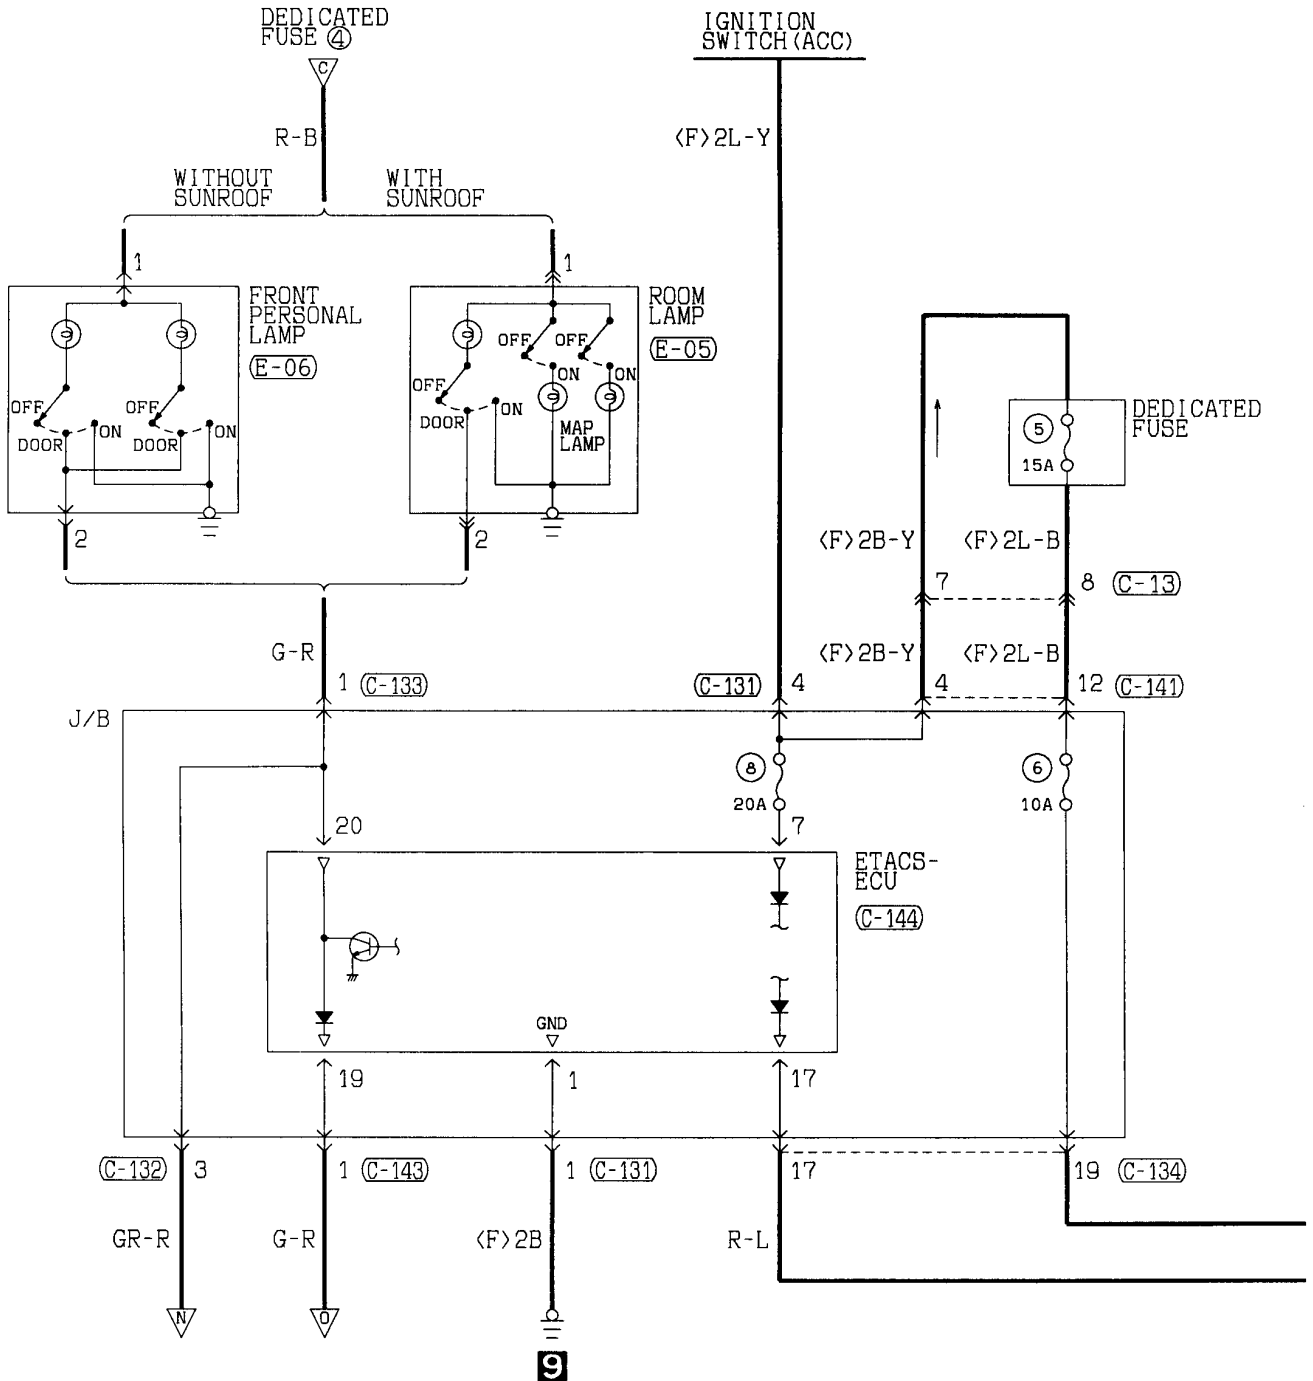 DEDICATED
FUSE ④
IGNITION
SWITCH(ACC)
C
R-B
<F>2L-Y
WITHOUT
SUNROOF
WITH
SUNROOF
1
1
FRONT
PERSONAL
LAMP
E-06
ROOM
LAMP
E-05
OFF
DOOR
ON
OFF
DOOR
ON
OFF
DOOR
ON
OFF
ON
OFF
ON
MAP
LAMP
5
15A
DEDICATED
FUSE
2
2
<F>2B-Y
<F>2L-B
7
8
C-13
G-R
<F>2B-Y
<F>2L-B
1
C-133
C-131
4
4
12
C-141
J/B
8
20A
6
10A
20
7
ETACS-
ECU
C-144
GND
19
1
17
C-132
3
1
C-143
1
C-131
17
19
C-134
GR-R
G-R
<F>2B
R-L
N
O
9